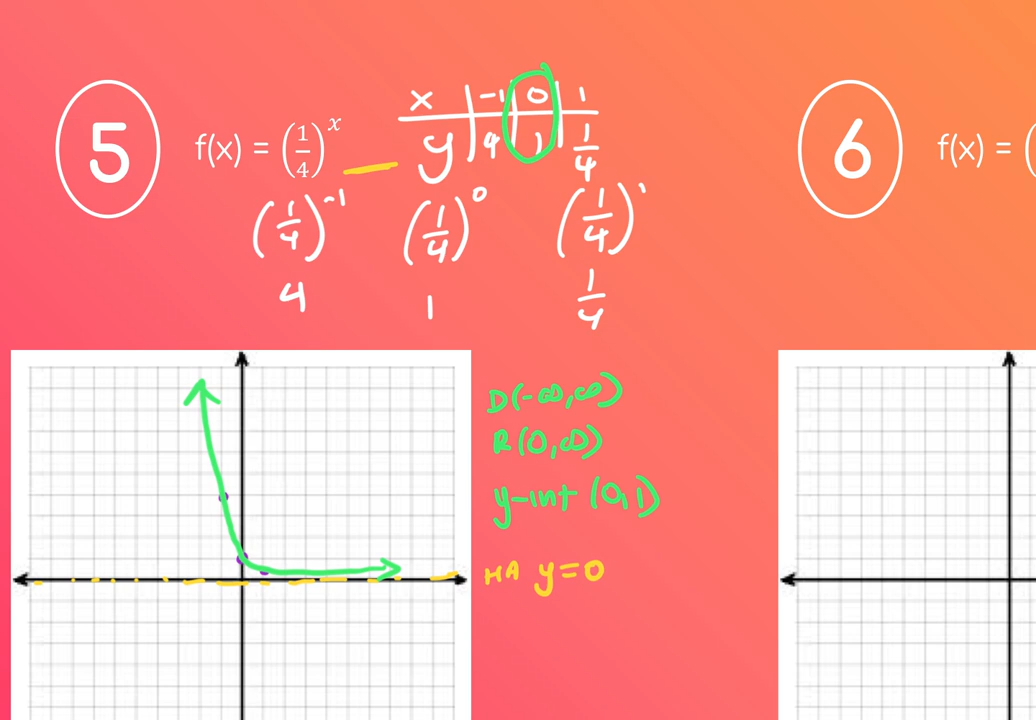 5
f(x) = (1/4)^x
x | -1 | 0 | 1
y | 4 | 1 | 1/4
(1/4)^-1 (1/4)^0 (1/4)^1
4 1 1/4
D(-∞,∞)
R(0,∞)
y-int (0,1)
HA y=0
6
f(x) = (